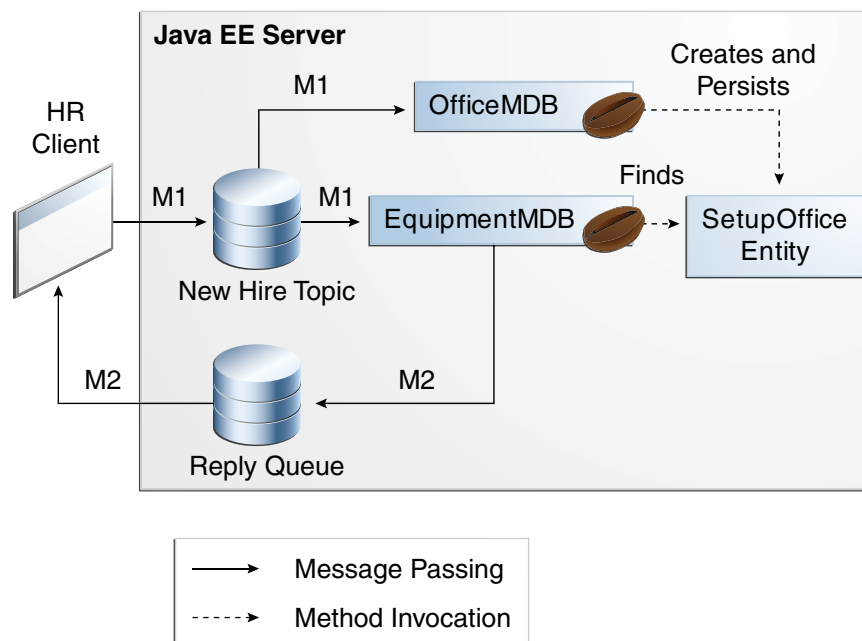 Java EE Server
Creates and
Persists
M1
OfficeMDB
HR
Client
M1
M1
Finds
EquipmentMDB
SetupOffice
Entity
New Hire Topic
M2
M2
Reply Queue
Message Passing
Method Invocation